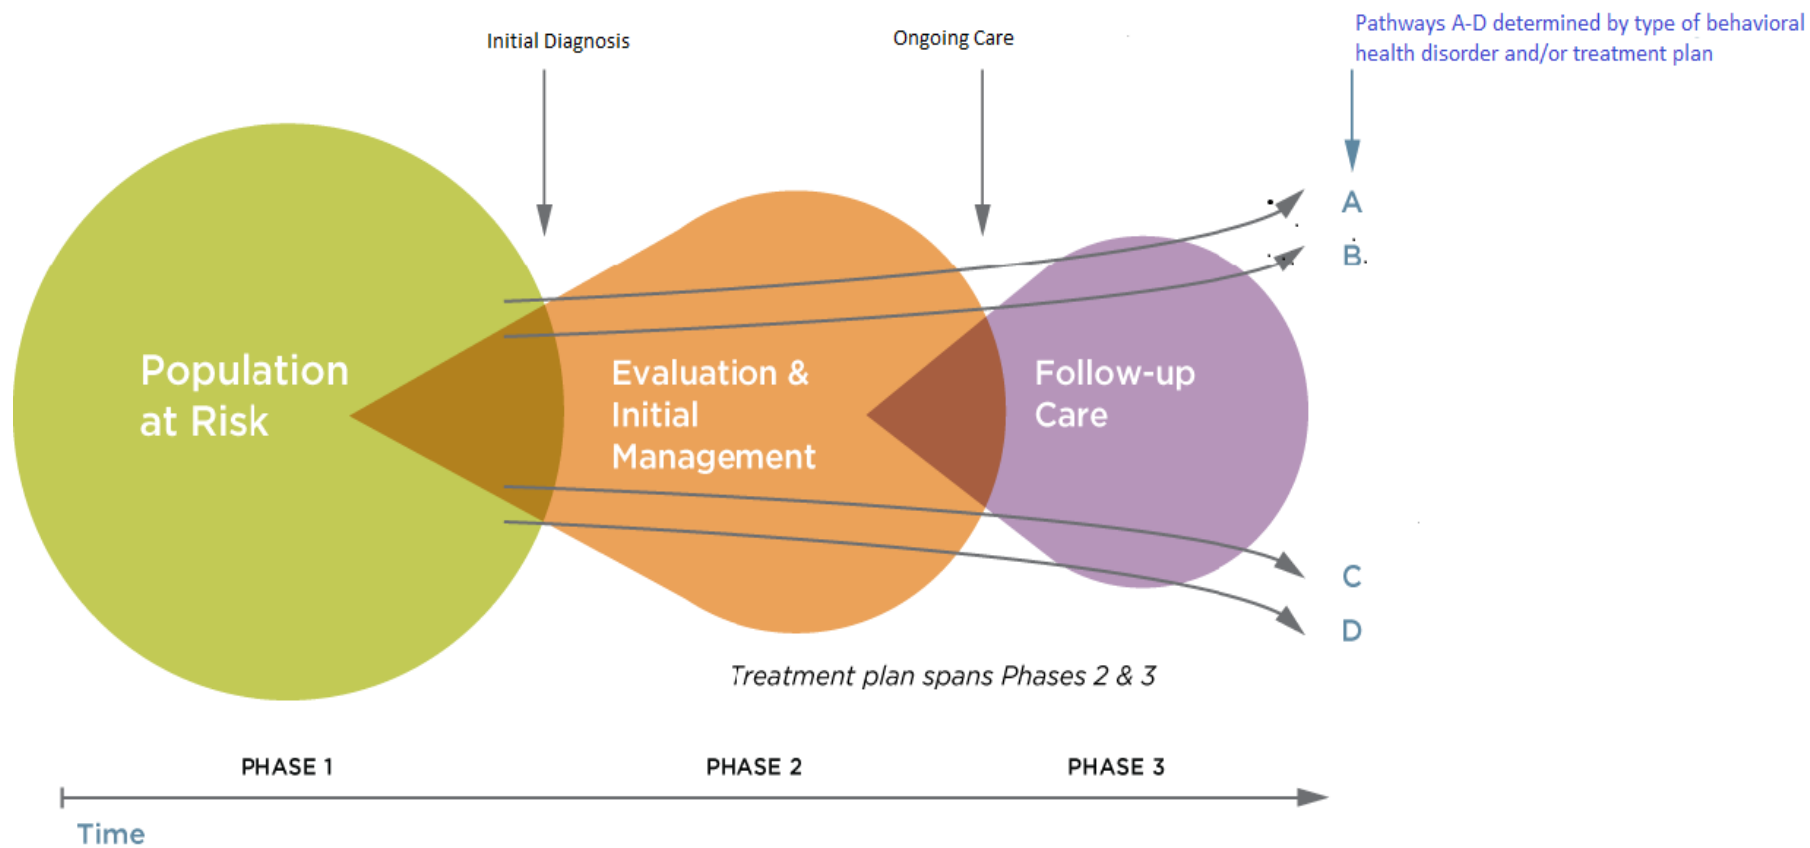 Initial Diagnosis
Ongoing Care
Pathways A-D determined by type of behavioral
health disorder and/or treatment plan
A
B
Population
at Risk
Evaluation &
Initial
Management
Follow-up
Care
C
D
Treatment plan spans Phases 2 & 3
PHASE 1
PHASE 2
PHASE 3
Time